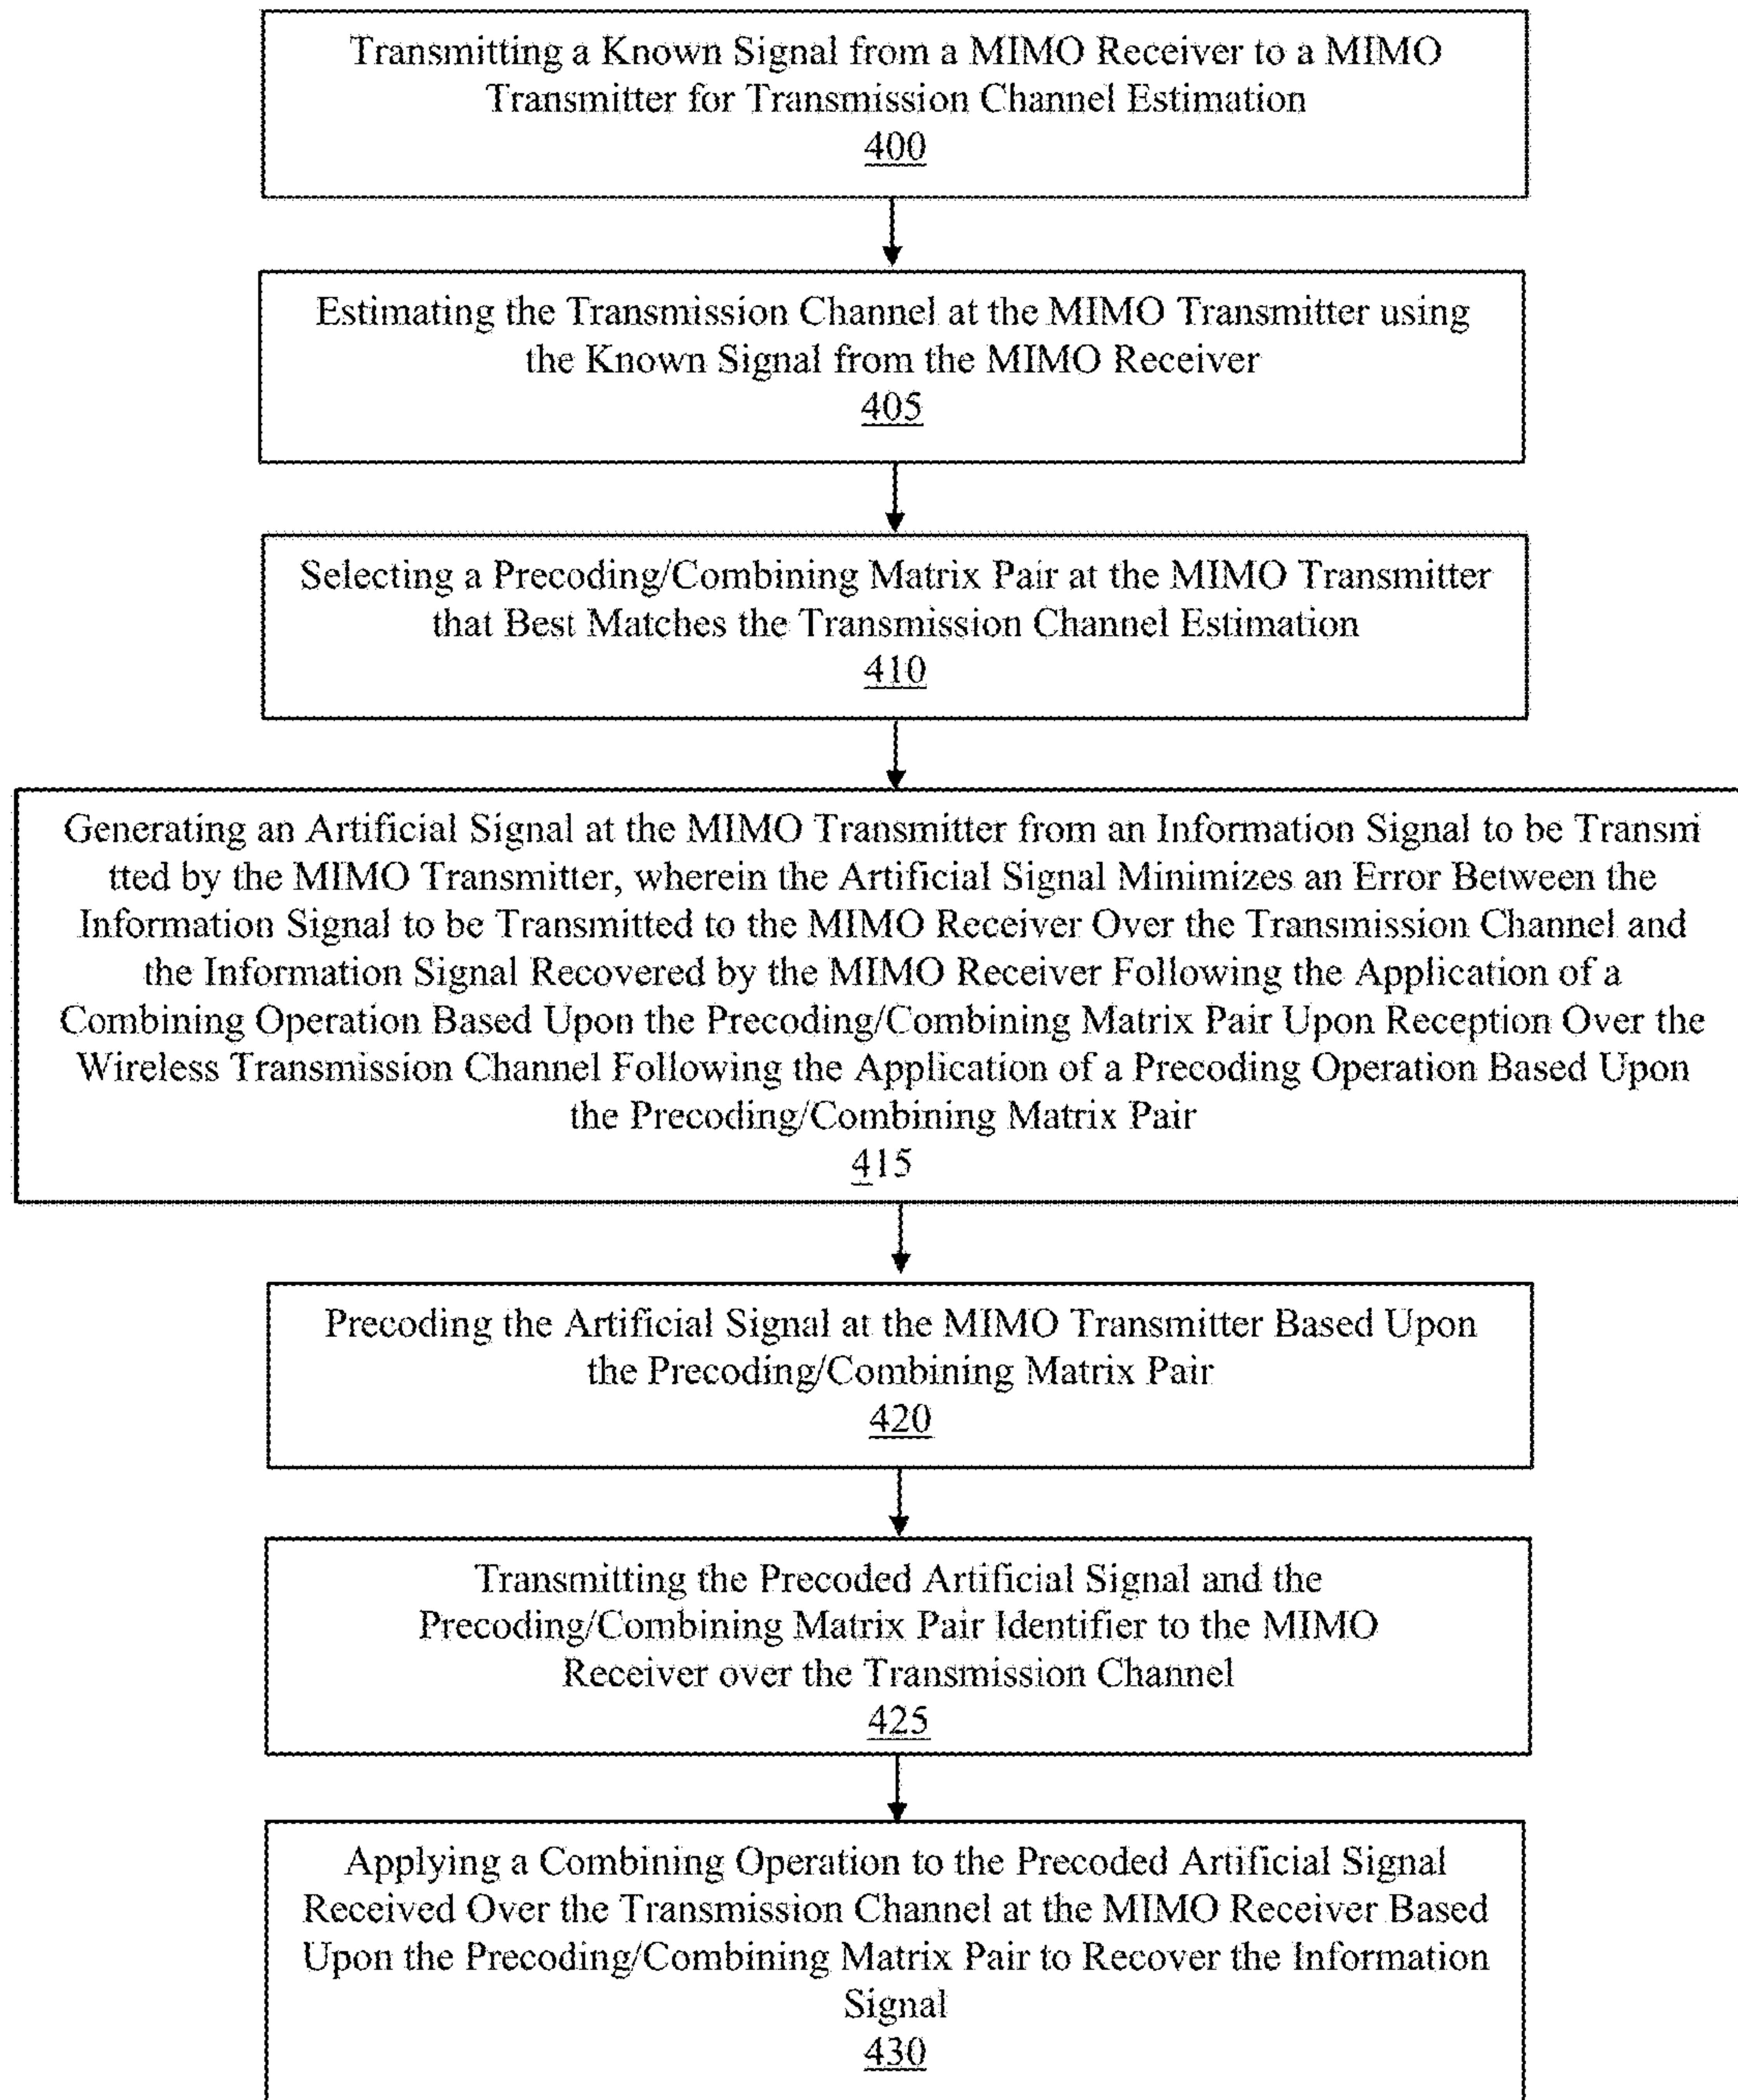 Transmitting a Known Signal from a MIMO Receiver to a MIMO
Transmitter for Transmission Channel Estimation
400
Estimating the Transmission Channel at the MIMO Transmitter using
the Known Signal from the MIMO Receiver
405
Selecting a Precoding/Combining Matrix Pair at the MIMO Transmitter
that Best Matches the Transmission Channel Estimation
410
Generating an Artificial Signal at the MIMO Transmitter from an Information Signal to be Transmi
tted by the MIMO Transmitter, wherein the Artificial Signal Minimizes an Error Between the
Information Signal to be Transmitted to the MIMO Receiver Over the Transmission Channel and
the Information Signal Recovered by the MIMO Receiver Following the Application of a
Combining Operation Based Upon the Precoding/Combining Matrix Pair Upon Reception Over the
Wireless Transmission Channel Following the Application of a Precoding Operation Based Upon
the Precoding/Combining Matrix Pair
415
Precoding the Artificial Signal at the MIMO Transmitter Based Upon
the Precoding/Combining Matrix Pair
420
Transmitting the Precoded Artificial Signal and the
Precoding/Combining Matrix Pair Identifier to the MIMO
Receiver over the Transmission Channel
425
Applying a Combining Operation to the Precoded Artificial Signal
Received Over the Transmission Channel at the MIMO Receiver Based
Upon the Precoding/Combining Matrix Pair to Recover the Information
Signal
430